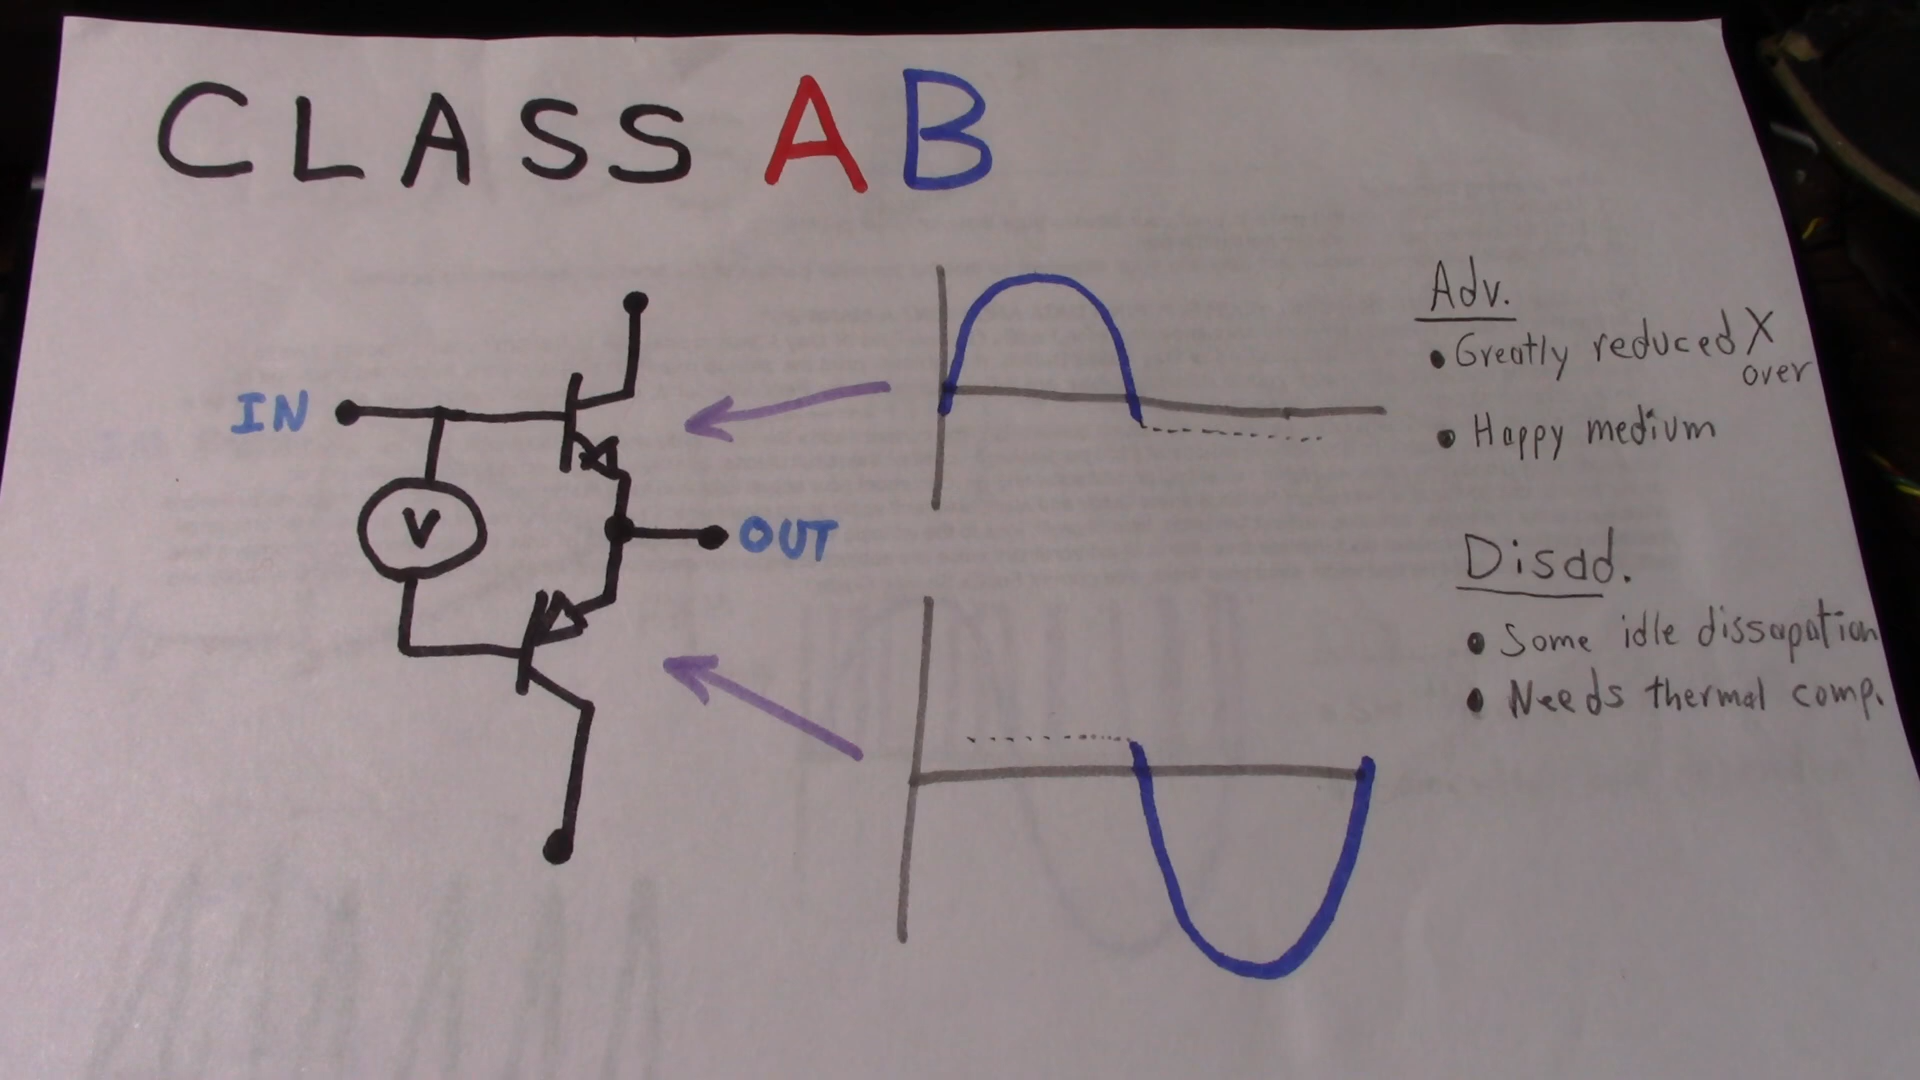 CLASS AB
IN
V
OUT
Adv.
• Greatly reduced X
over
• Happy medium
Disad.
• Some idle dissapation
• Needs thermal comp.